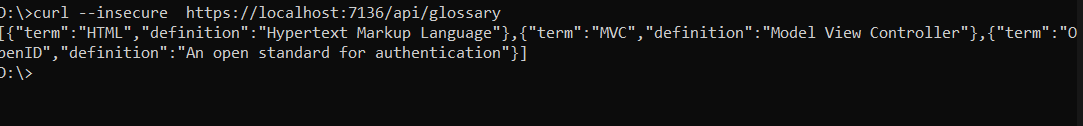 D:\>curl --insecure  https://localhost:7136/api/glossary
[{"term":"HTML","definition":"Hypertext Markup Language"},{"term":"MVC","definition":"Model View Controller"},{"term":"O
penID","definition":"An open standard for authentication"}]
D:\>